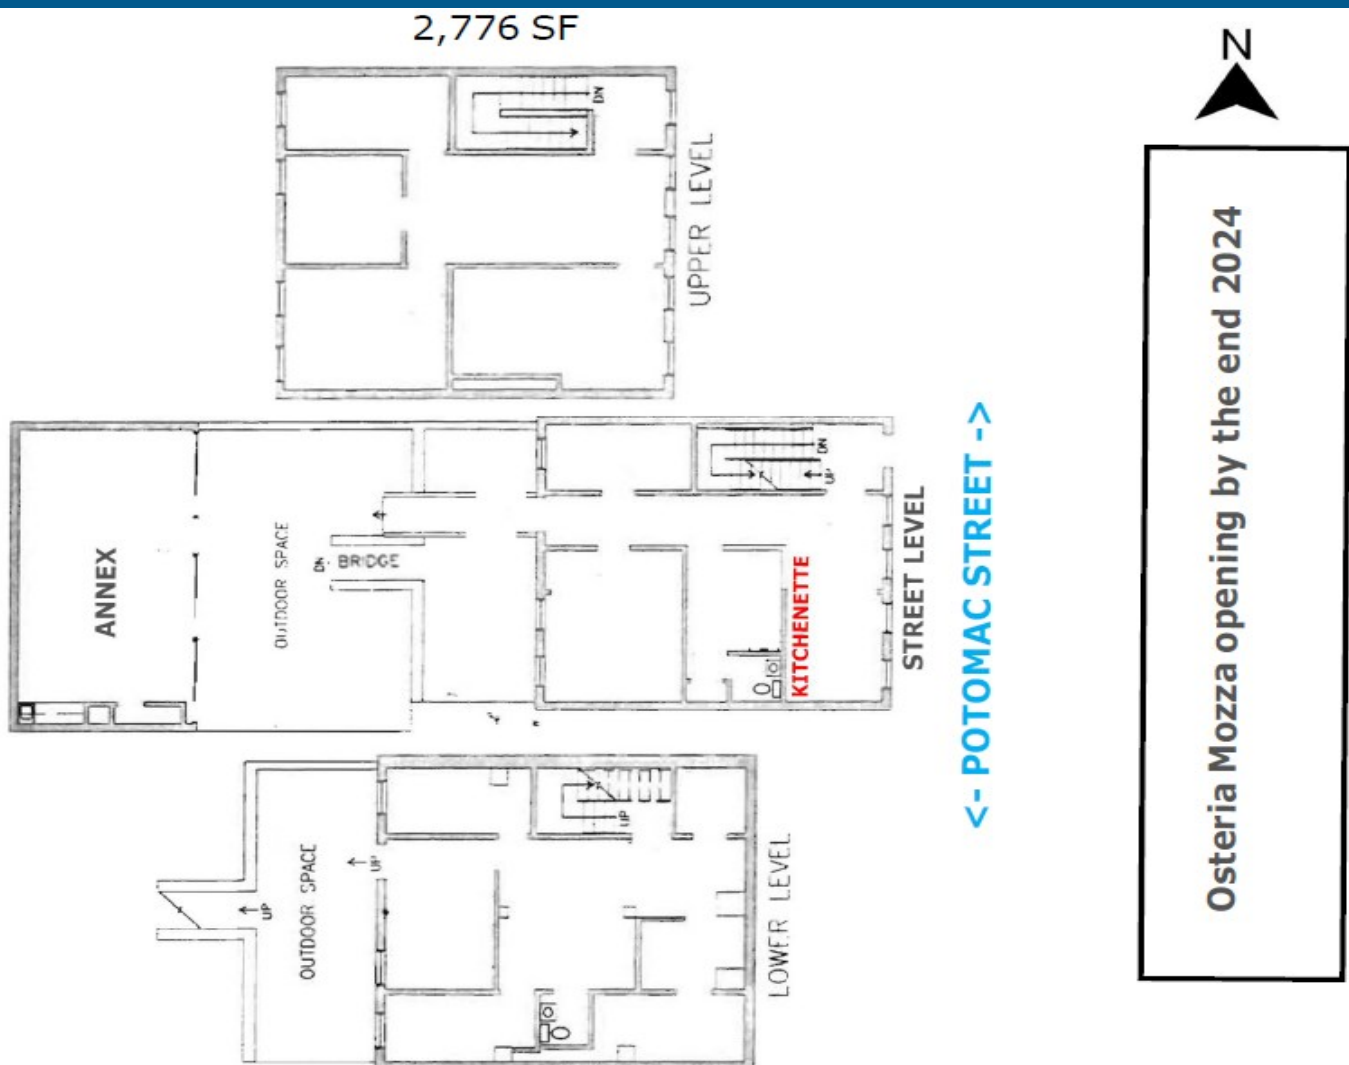 2,776 SF
N
DN
UPPER LEVEL
Osteria Mozza opening by the end 2024
ANNEX
OUTDOOR SPACE
DN
BRIDGE
DN
UP
KITCHENETTE
STREET LEVEL
<- POTOMAC STREET ->
UP
OUTDOOR SPACE
UP
UP
LOWER LEVEL